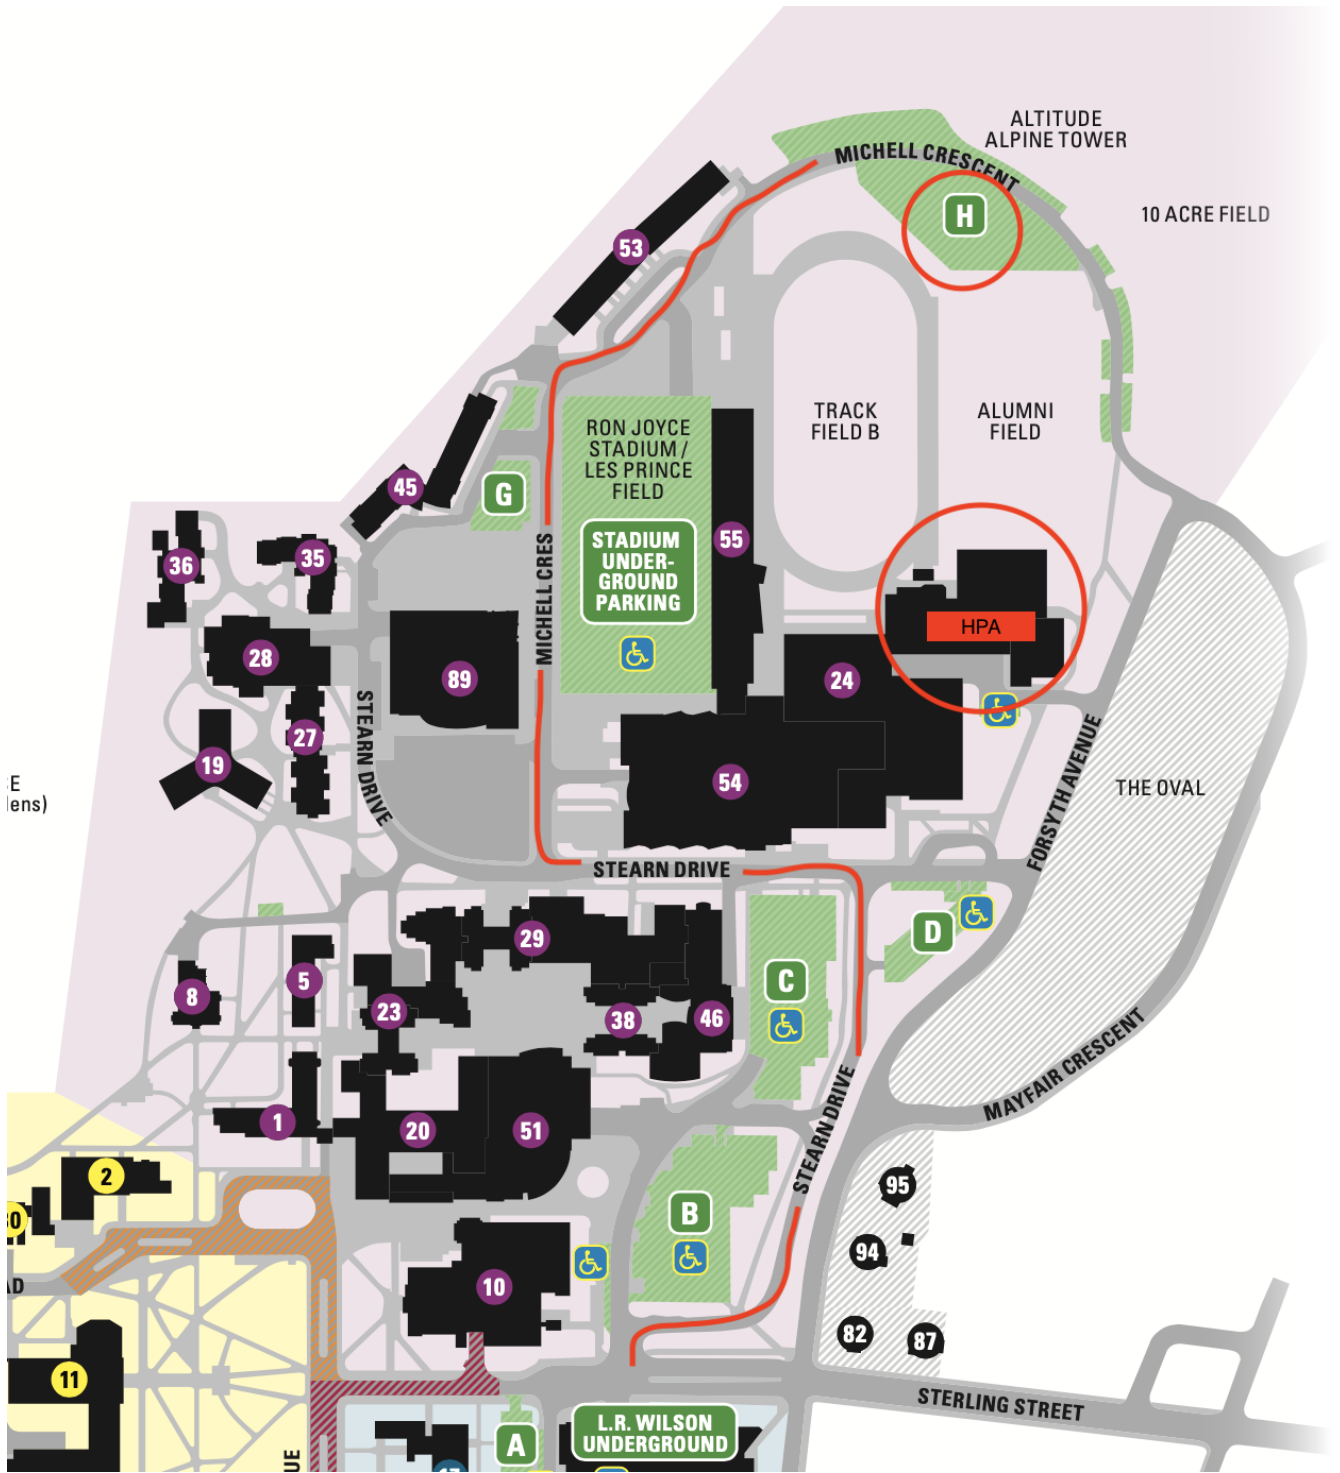 ALTITUDE
ALPINE TOWER
MICHELL CRESCENT
H
10 ACRE FIELD
53
TRACK
FIELD B
ALUMNI
FIELD
RON JOYCE
STADIUM /
LES PRINCE
FIELD
45
G
STADIUM
UNDER-
GROUND
PARKING
55
MICHELL CRES
36
35
HPA
28
89
24
27
STEARN DRIVE
19
54
FORSYTH AVENUE
THE OVAL
lens)
STEARN DRIVE
29
D
C
8
5
23
38
46
MAYFAIR CRESCENT
1
20
51
STEARN DRIVE
2
B
95
94
10
82
87
11
STERLING STREET
A
L.R. WILSON
UNDERGROUND